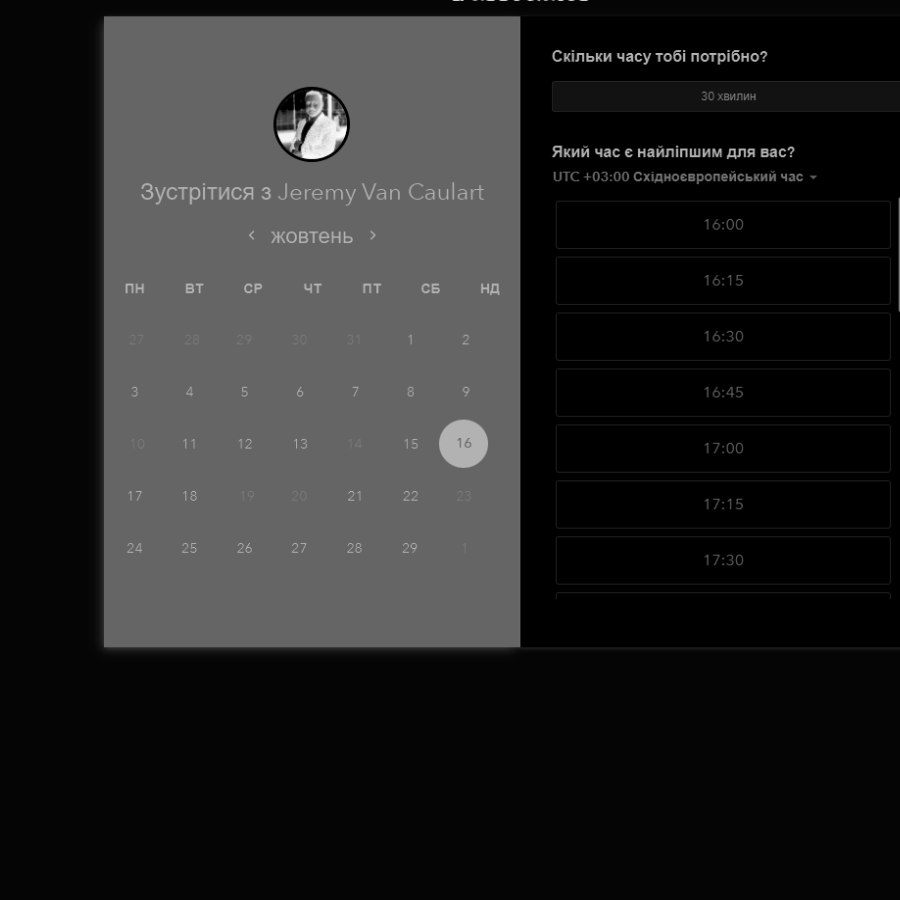 Зустрітися з Jeremy Van Caulart
жовтень
ПН ВТ СР ЧТ ПТ СБ НД
27 28 29 30 31 1 2
3 4 5 6 7 8 9
10 11 12 13 14 15 16
17 18 19 20 21 22 23
24 25 26 27 28 29 1
Скільки часу тобі потрібно?
30 хвилин
Який час є найліпшим для вас?
UTC +03:00 Східноєвропейський час
16:00
16:15
16:30
16:45
17:00
17:15
17:30